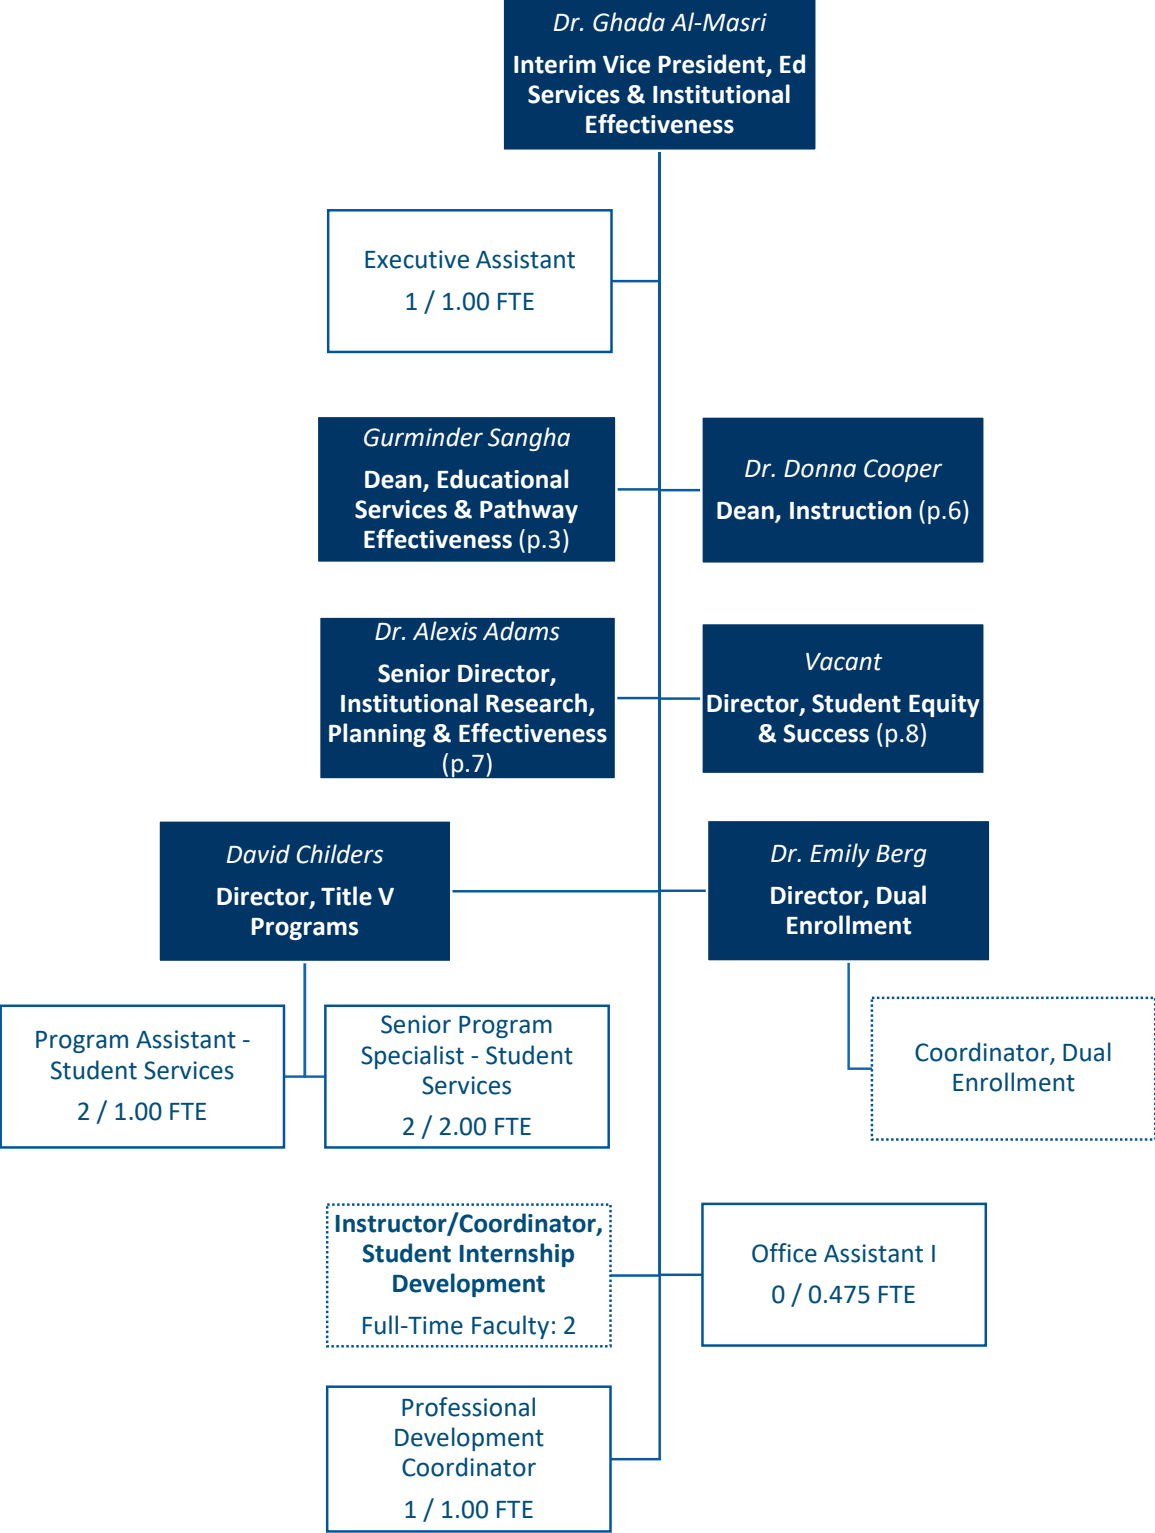 Dr. Ghada Al-Masri
Interim Vice President, Ed
Services & Institutional
Effectiveness
Executive Assistant
1 / 1.00 FTE
Gurminder Sangha
Dean, Educational
Services & Pathway
Effectiveness (p.3)
Dr. Donna Cooper
Dean, Instruction (p.6)
Dr. Alexis Adams
Senior Director,
Institutional Research,
Planning & Effectiveness
(p.7)
Vacant
Director, Student Equity
& Success (p.8)
David Childers
Director, Title V
Programs
Dr. Emily Berg
Director, Dual
Enrollment
Program Assistant -
Student Services
2 / 1.00 FTE
Senior Program
Specialist - Student
Services
2 / 2.00 FTE
Coordinator, Dual
Enrollment
Instructor/Coordinator,
Student Internship
Development
Full-Time Faculty: 2
Office Assistant I
0 / 0.475 FTE
Professional
Development
Coordinator
1 / 1.00 FTE